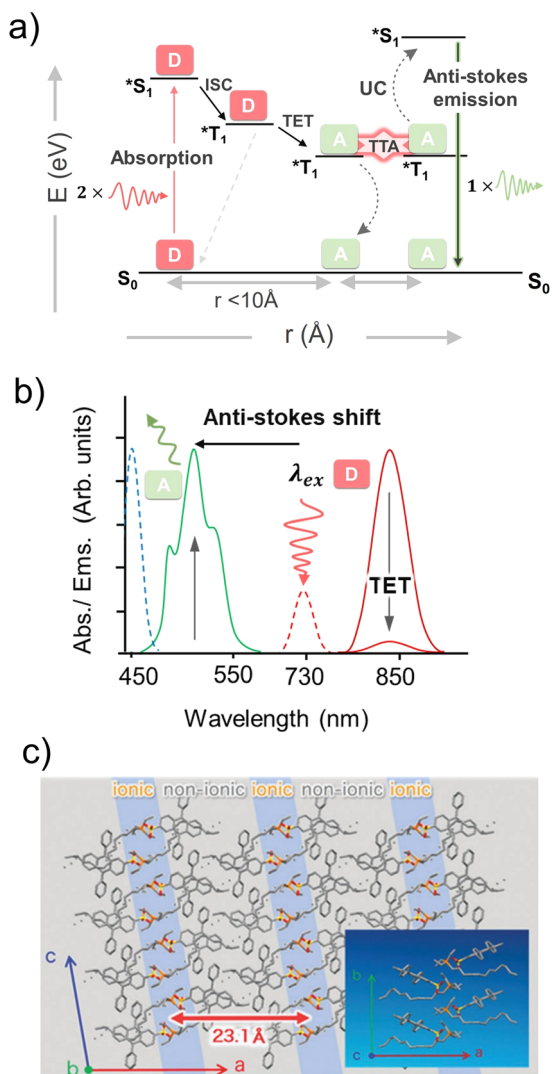 a)
*S1
D
ISC
D
*T1
TET
Absorption
2 ×
E (eV)
*S1
UC
Anti-stokes
emission
A
TTA
A
*T1
*T1
1 ×
D
A
A
S0
S0
r <10Å
r (Å)
b)
Anti-stokes shift
A
λex
D
TET
Abs./ Ems. (Arb. units)
450
550
730
850
Wavelength (nm)
c)
ionic non-ionic ionic non-ionic ionic
c
b
a
23.1 Å
b
c
a